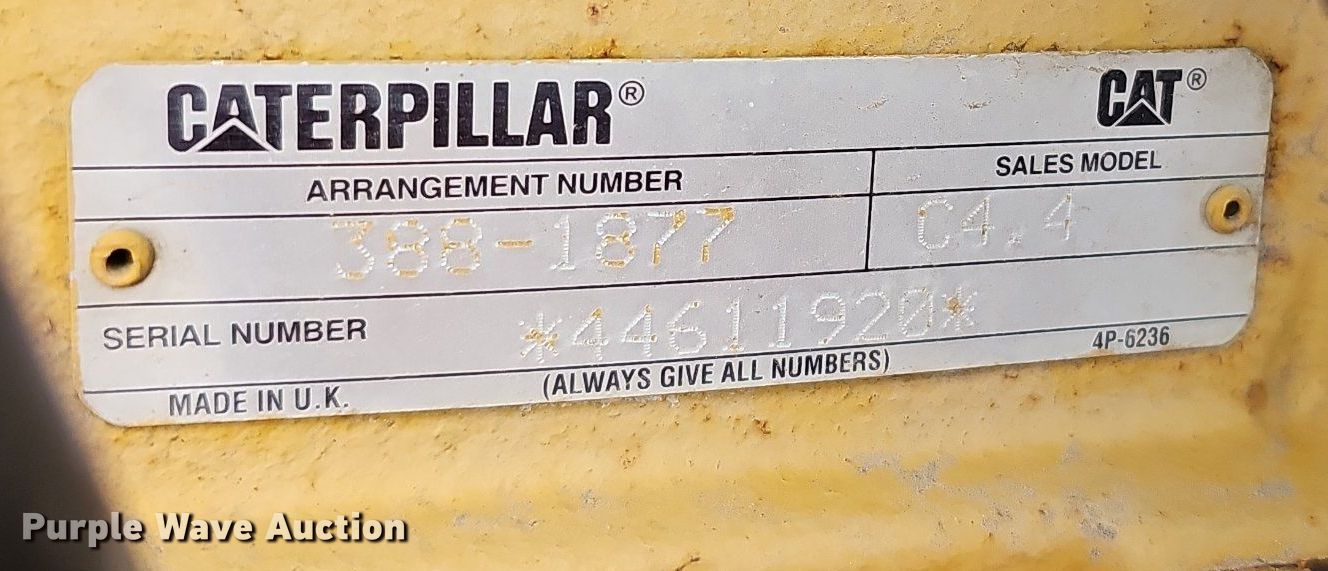 CATERPILLAR® CAT®
ARRANGEMENT NUMBER SALES MODEL
388-1877 C4.4
SERIAL NUMBER *44611920* 4P-6236
MADE IN U.K. (ALWAYS GIVE ALL NUMBERS)
Purple Wave Auction